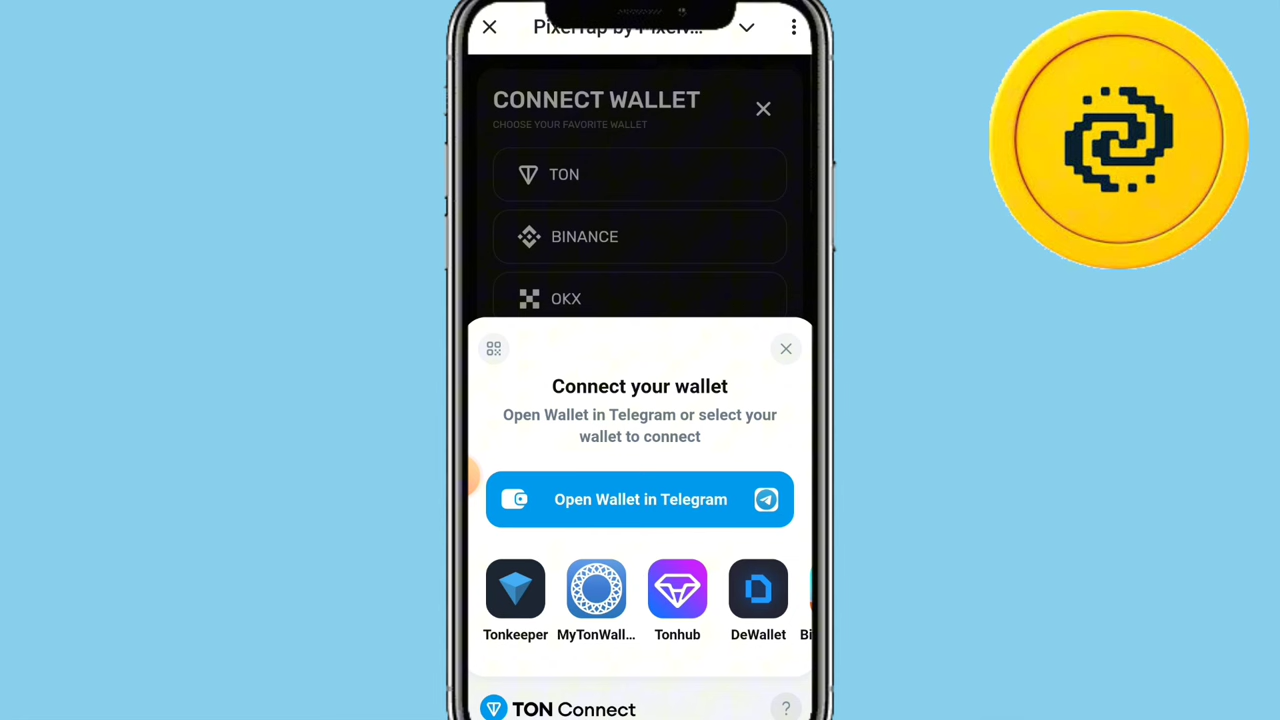 CONNECT WALLET
CHOOSE YOUR FAVORITE WALLET
TON
BINANCE
OKX
Connect your wallet
Open Wallet in Telegram or select your
wallet to connect
Open Wallet in Telegram
Tonkeeper MyTonWall... Tonhub DeWallet Bi
TON Connect
?